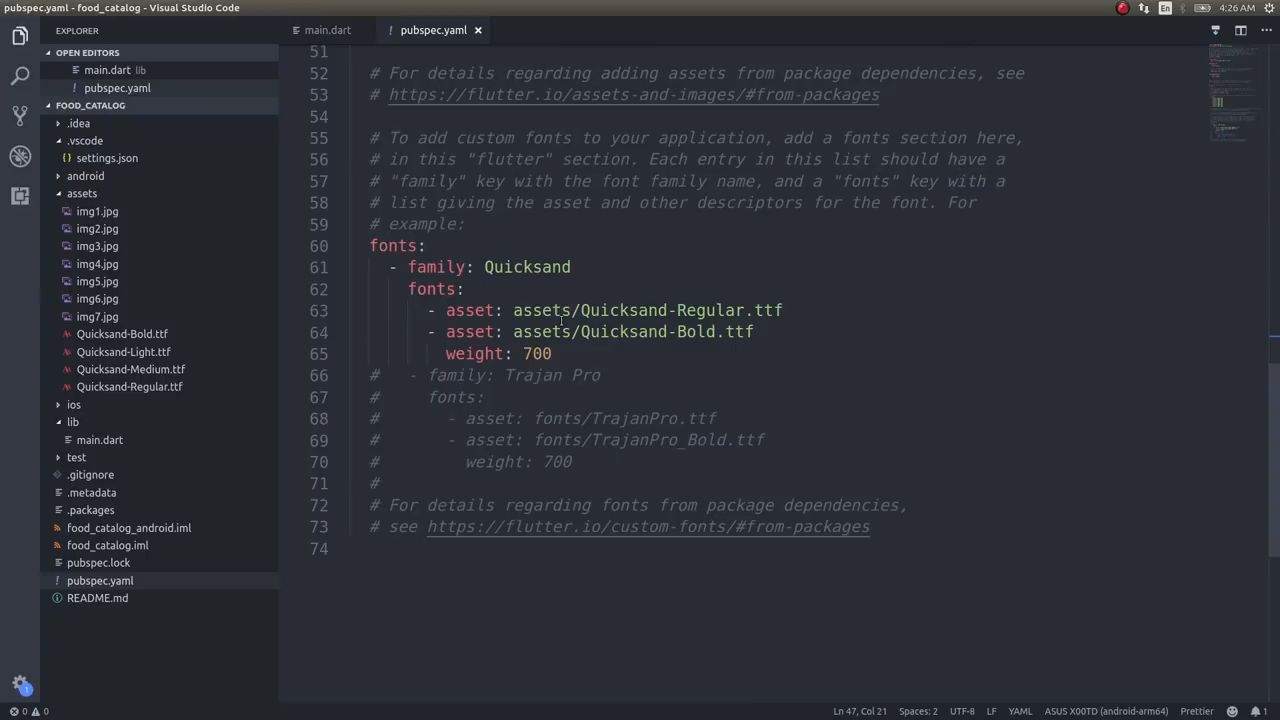 pubspec.yaml - food_catalog - Visual Studio Code
En
4:26 AM
EXPLORER
main.dart
pubspec.yaml
OPEN EDITORS
main.dart lib
pubspec.yaml
FOOD_CATALOG
.idea
.vscode
settings.json
android
assets
img1.jpg
img2.jpg
img3.jpg
img4.jpg
img5.jpg
img6.jpg
img7.jpg
Quicksand-Bold.ttf
Quicksand-Light.ttf
Quicksand-Medium.ttf
Quicksand-Regular.ttf
ios
lib
main.dart
test
.gitignore
.metadata
.packages
food_catalog_android.iml
food_catalog.iml
pubspec.lock
pubspec.yaml
README.md
1
51
52 # For details regarding adding assets from package dependencies, see
53 # https://flutter.io/assets-and-images/#from-packages
54
55 # To add custom fonts to your application, add a fonts section here,
56 # in this "flutter" section. Each entry in this list should have a
57 # "family" key with the font family name, and a "fonts" key with a
58 # list giving the asset and other descriptors for the font. For
59 # example:
60 fonts:
61 - family: Quicksand
62 fonts:
63 - asset: assets/Quicksand-Regular.ttf
64 - asset: assets/Quicksand-Bold.ttf
65 weight: 700
66 # - family: Trajan Pro
67 # fonts:
68 # - asset: fonts/TrajanPro.ttf
69 # - asset: fonts/TrajanPro_Bold.ttf
70 # weight: 700
71 #
72 # For details regarding fonts from package dependencies,
73 # see https://flutter.io/custom-fonts/#from-packages
74
0 0 Ln 47, Col 21 Spaces: 2 UTF-8 LF YAML ASUS X00TD (android-arm64) Prettier 1